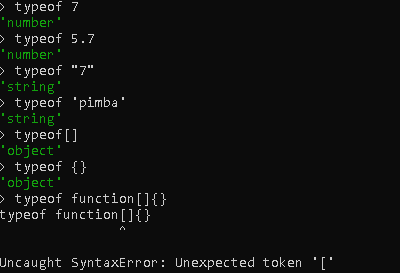 > typeof 7
'number'
> typeof 5.7
'number'
> typeof "7"
'string'
> typeof 'pimba'
'string'
> typeof[]
'object'
> typeof {}
'object'
> typeof function[]{}
typeof function[]{}
^
Uncaught SyntaxError: Unexpected token '['